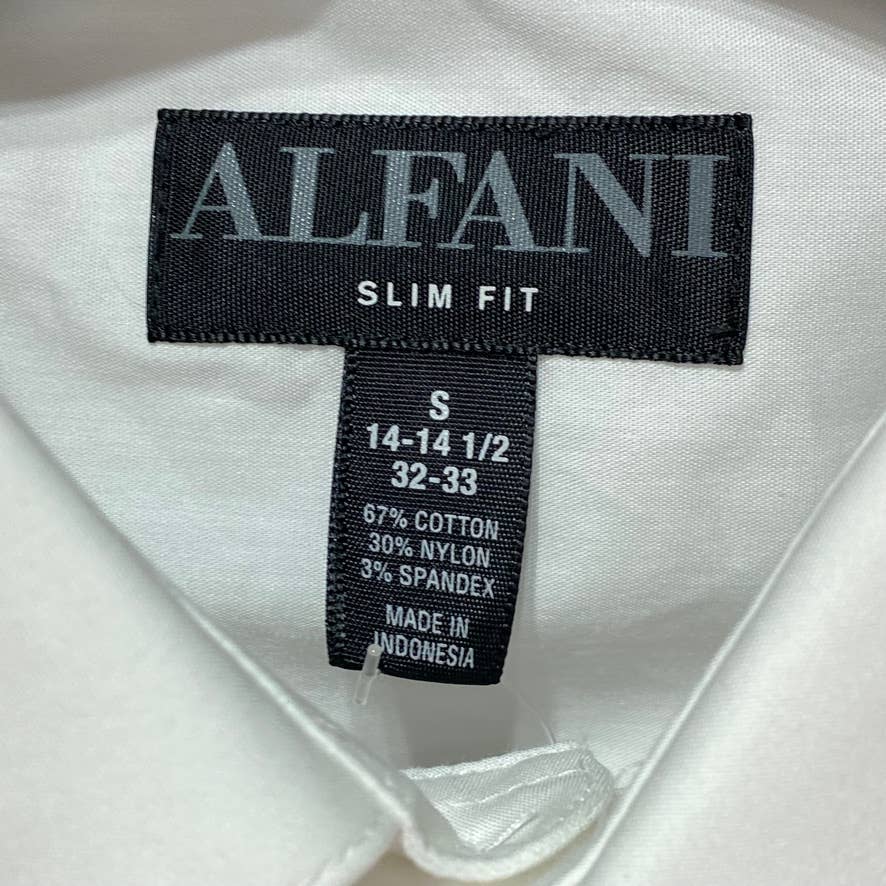 ALFANI
SLIM FIT
S
14-14 1/2
32-33
67% COTTON
30% NYLON
3% SPANDEX
MADE IN
INDONESIA